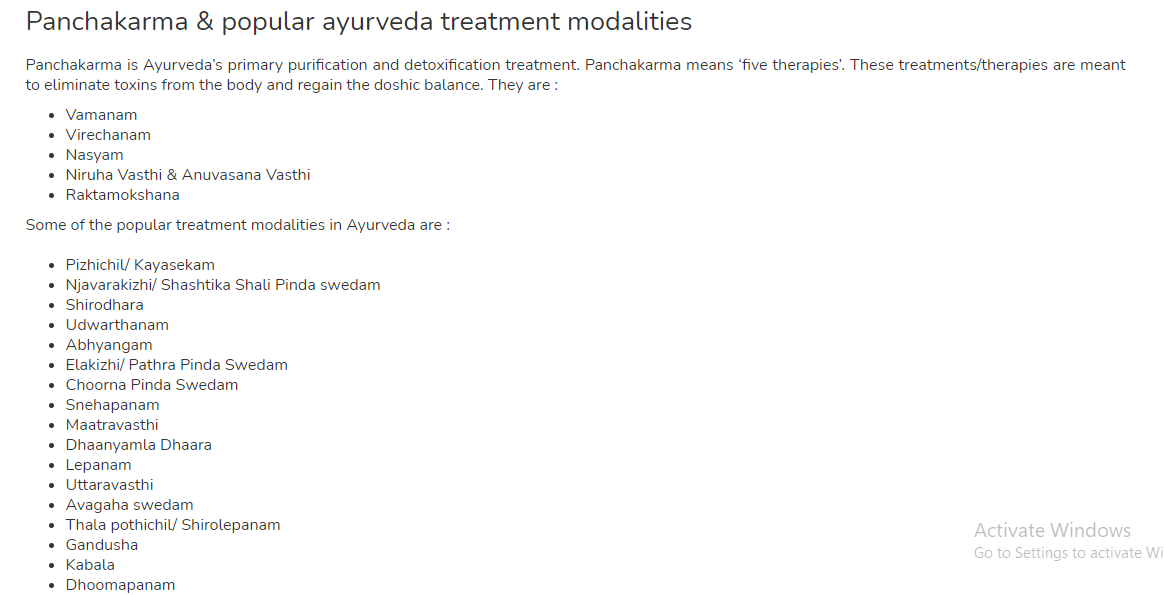 Panchakarma & popular ayurveda treatment modalities
Panchakarma is Ayurveda’s primary purification and detoxification treatment. Panchakarma means ‘five therapies’. These treatments/therapies are meant
to eliminate toxins from the body and regain the doshic balance. They are :
Vamanam
Virechanam
Nasyam
Niruha Vasthi & Anuvasana Vasthi
Raktamokshana
Some of the popular treatment modalities in Ayurveda are :
Pizhichil/ Kayasekam
Njavarakizhi/ Shashtika Shali Pinda swedam
Shirodhara
Udwarthanam
Abhyangam
Elakizhi/ Pathra Pinda Swedam
Choorna Pinda Swedam
Snehapanam
Maatravasthi
Dhaanyamla Dhaara
Lepanam
Uttaravasthi
Avagaha swedam
Thala pothichil/ Shirolepanam
Gandusha
Kabala
Dhoomapanam
Activate Windows
Go to Settings to activate Wi